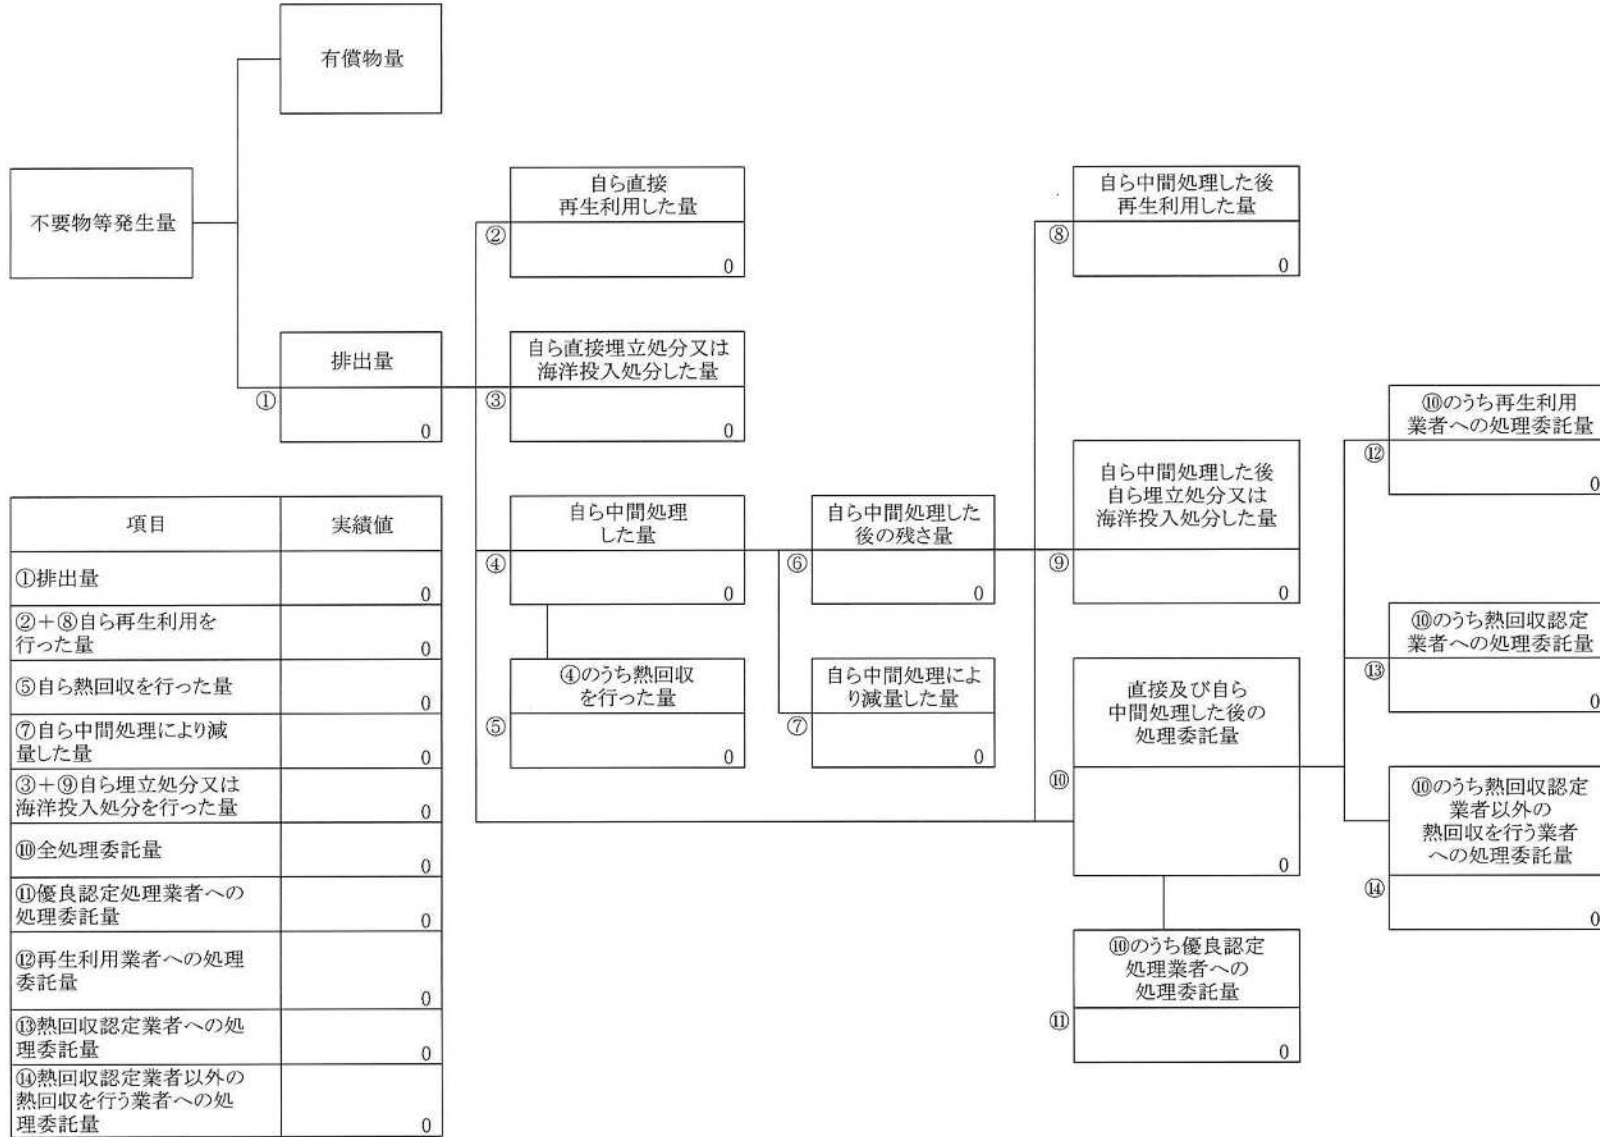 有償物量
不要物等発生量
自ら直接
再生利用した量
②
0
自ら中間処理した後
再生利用した量
⑧
0
排出量
①
0
自ら直接埋立処分又は
海洋投入処分した量
③
0
⑩のうち再生利用
業者への処理委託量
⑫
0
自ら中間処理した後
自ら埋立処分又は
海洋投入処分した量
⑨
0
自ら中間処理
した量
④
0
自ら中間処理した
後の残さ量
⑥
0
⑩のうち熱回収認定
業者への処理委託量
⑬
0
④のうち熱回収
を行った量
⑤
0
自ら中間処理によ
り減量した量
⑦
0
直接及び自ら
中間処理した後の
処理委託量
⑩
0
⑩のうち熱回収認定
業者以外の
熱回収を行う業者
への処理委託量
⑭
0
⑩のうち優良認定
処理業者への
処理委託量
⑪
0
項目 実績値
①排出量
0
②+⑧自ら再生利用を
行った量 0
⑤自ら熱回収を行った量
0
⑦自ら中間処理により減
量した量 0
③+⑨自ら埋立処分又は
海洋投入処分を行った量 0
⑩全処理委託量
0
⑪優良認定処理業者への
処理委託量 0
⑫再生利用業者への処理
委託量
0
⑬熱回収認定業者への処
理委託量 0
⑭熱回収認定業者以外の
熱回収を行う業者への処
理委託量 0